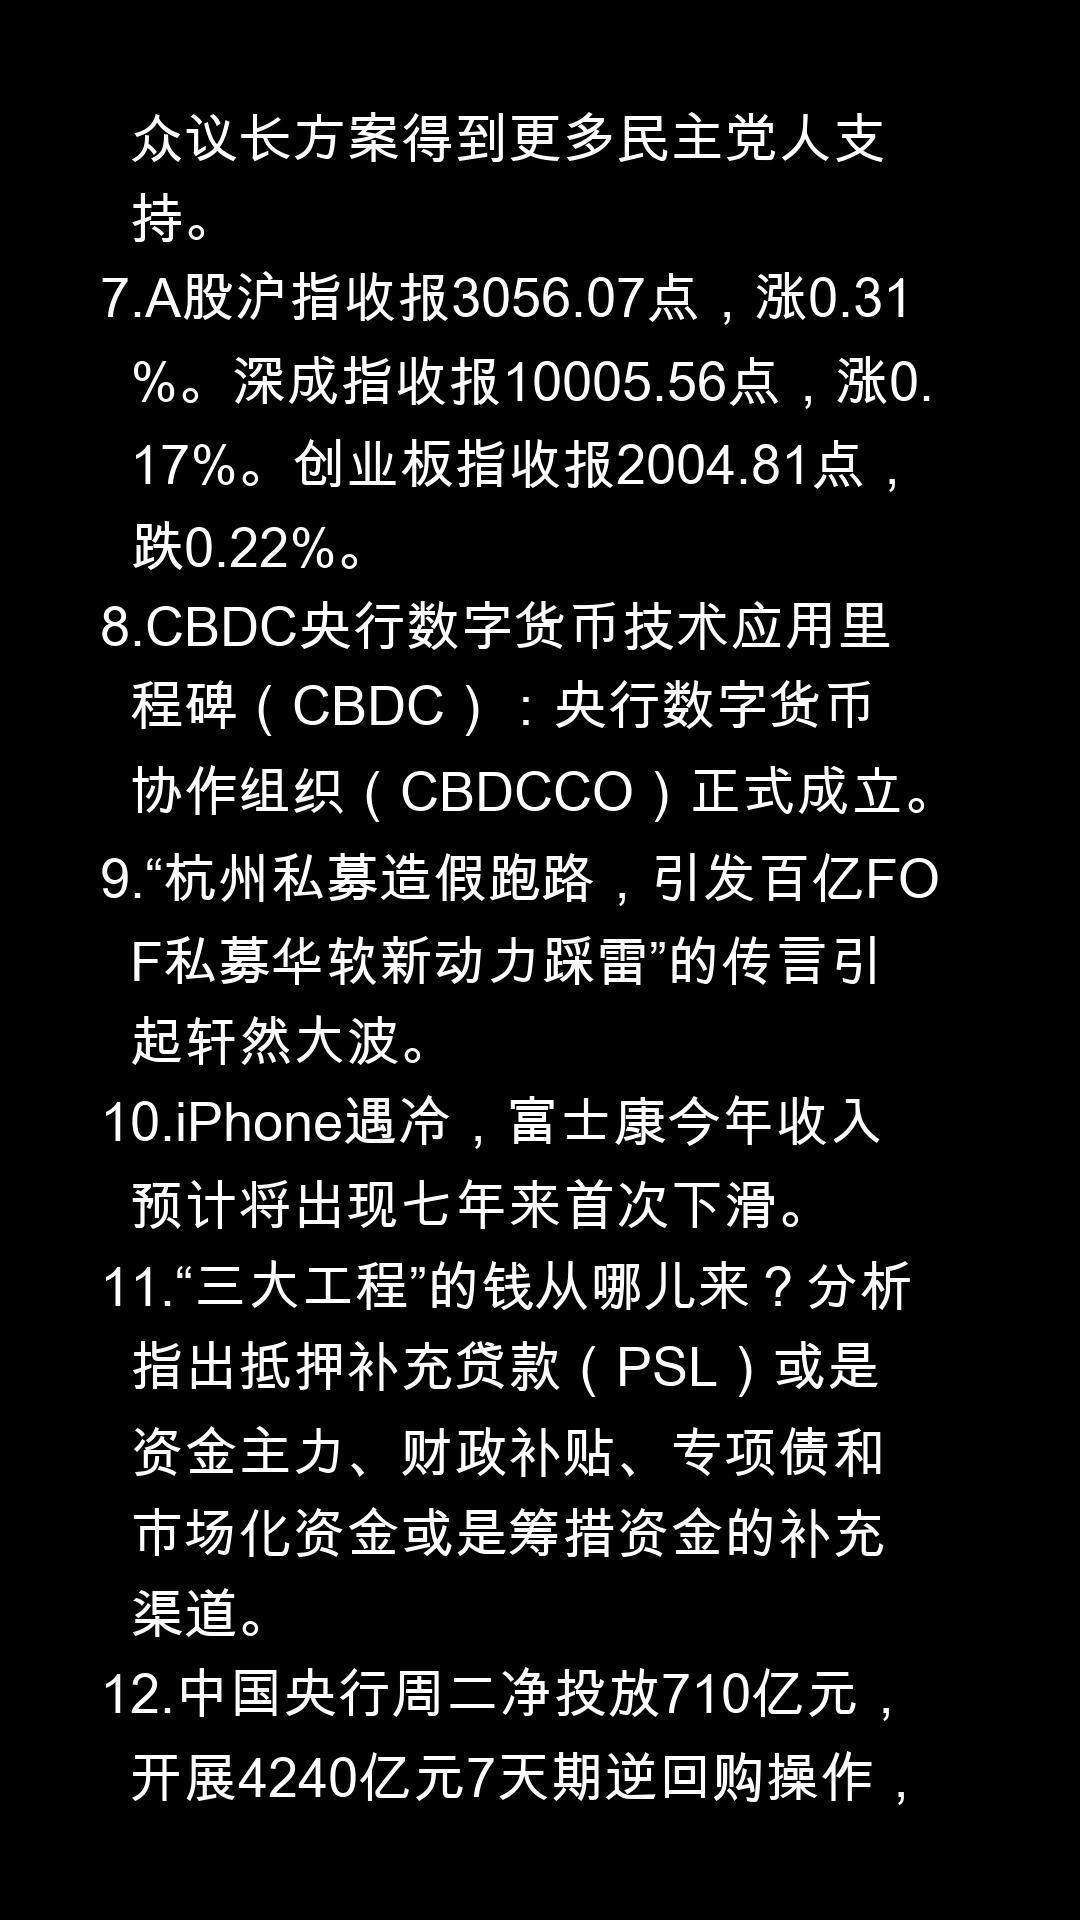 众议长方案得到更多民主党人支
持。
7.A股沪指收报3056.07点，涨0.31
%。深成指收报10005.56点，涨0.
17%。创业板指收报2004.81点，
跌0.22%。
8.CBDC央行数字货币技术应用里
程碑（CBDC）：央行数字货币
协作组织（CBDCCO）正式成立。
9.“杭州私募造假跑路，引发百亿FO
F私募华软新动力踩雷”的传言引
起轩然大波。
10.iPhone遇冷，富士康今年收入
预计将出现七年来首次下滑。
11.“三大工程”的钱从哪儿来？分析
指出抵押补充贷款（PSL）或是
资金主力、财政补贴、专项债和
市场化资金或是筹措资金的补充
渠道。
12.中国央行周二净投放710亿元，
开展4240亿元7天期逆回购操作，